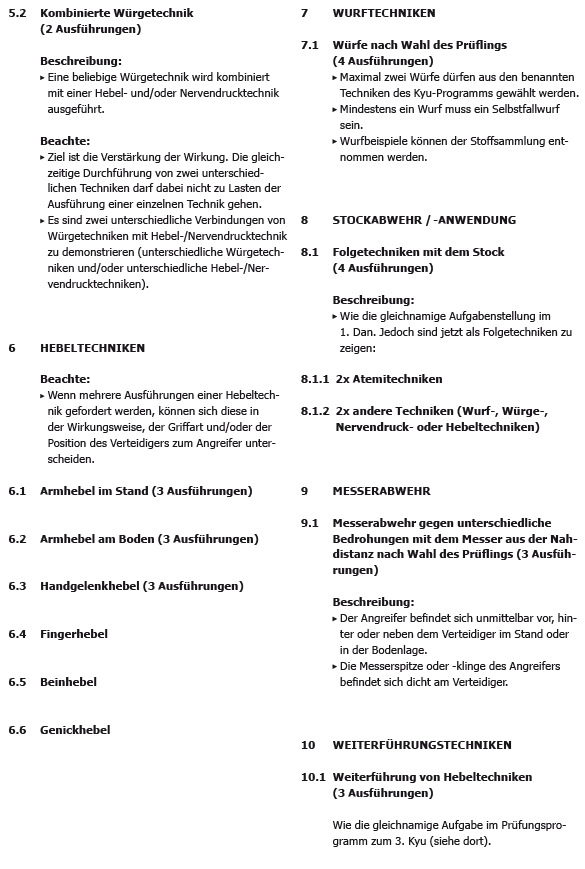 5.2 Kombinierte Würgetechnik
(2 Ausführungen)
Beschreibung:
▸ Eine beliebige Würgetechnik wird kombiniert
mit einer Hebel- und/oder Nervendrucktechnik
ausgeführt.
Beachte:
▸ Ziel ist die Verstärkung der Wirkung. Die gleich-
zeitige Durchführung von zwei unterschied-
lichen Techniken darf dabei nicht zu Lasten der
Ausführung einer einzelnen Technik gehen.
▸ Es sind zwei unterschiedliche Verbindungen von
Würgetechniken mit Hebel-/Nervendrucktechnik
zu demonstrieren (unterschiedliche Würgetech-
niken und/oder unterschiedliche Hebel-/Ner-
vendrucktechniken).
6 HEBELTECHNIKEN
Beachte:
▸ Wenn mehrere Ausführungen einer Hebeltech-
nik gefordert werden, können sich diese in
der Wirkungsweise, der Griffart und/oder der
Position des Verteidigers zum Angreifer unter-
scheiden.
6.1 Armhebel im Stand (3 Ausführungen)
6.2 Armhebel am Boden (3 Ausführungen)
6.3 Handgelenkhebel (3 Ausführungen)
6.4 Fingerhebel
6.5 Beinhebel
6.6 Genickhebel
7 WURFTECHNIKEN
7.1 Würfe nach Wahl des Prüflings
(4 Ausführungen)
▸ Maximal zwei Würfe dürfen aus den benannten
Techniken des Kyu-Programms gewählt werden.
▸ Mindestens ein Wurf muss ein Selbstfallwurf
sein.
▸ Wurfbeispiele können der Stoffsammlung ent-
nommen werden.
8 STOCKABWEHR / -ANWENDUNG
8.1 Folgetechniken mit dem Stock
(4 Ausführungen)
Beschreibung:
▸ Wie die gleichnamige Aufgabenstellung im
1. Dan. Jedoch sind jetzt als Folgetechniken zu
zeigen:
8.1.1 2x Atemitechniken
8.1.2 2x andere Techniken (Wurf-, Würge-,
Nervendruck- oder Hebeltechniken)
9 MESSERABWEHR
9.1 Messerabwehr gegen unterschiedliche
Bedrohungen mit dem Messer aus der Nah-
distanz nach Wahl des Prüflings (3 Ausfüh-
rungen)
Beschreibung:
▸ Der Angreifer befindet sich unmittelbar vor, hin-
ter oder neben dem Verteidiger im Stand oder
in der Bodenlage.
▸ Die Messerspitze oder -klinge des Angreifers
befindet sich dicht am Verteidiger.
10 WEITERFÜHRUNGSTECHNIKEN
10.1 Weiterführung von Hebeltechniken
(3 Ausführungen)
Wie die gleichnamige Aufgabe im Prüfungspro-
gramm zum 3. Kyu (siehe dort).